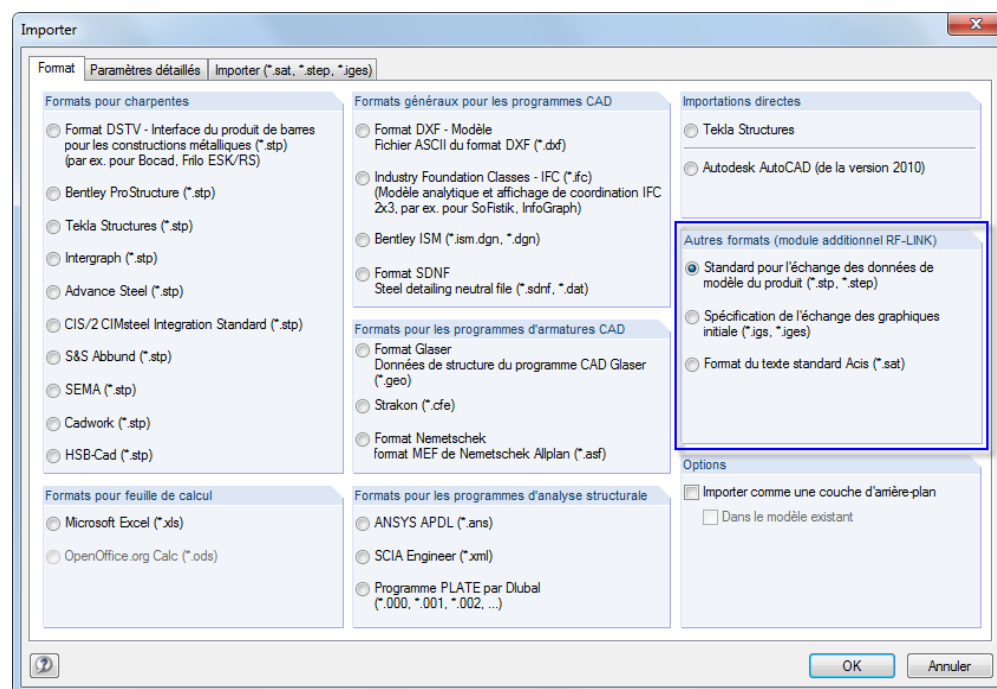 Importer
Format
Paramètres détaillés
Importer (*.sat, *.step, *.iges)
Formats pour charpentes
Format DSTV - Interface du produit de barres
pour les constructions métalliques (*.stp)
(par ex. pour Bocad, Frilo ESK/RS)
Bentley ProStructure (*.stp)
Tekla Structures (*.stp)
Intergraph (*.stp)
Advance Steel (*.stp)
CIS/2 CIMsteel Integration Standard (*.stp)
S&S Abbund (*.stp)
SEMA (*.stp)
Cadwork (*.stp)
HSB-Cad (*.stp)
Formats pour feuille de calcul
Microsoft Excel (*.xls)
OpenOffice.org Calc (*.ods)
Formats généraux pour les programmes CAD
Format DXF - Modèle
Fichier ASCII du format DXF (*.dxf)
Industry Foundation Classes - IFC (*.ifc)
(Modèle analytique et affichage de coordination IFC
2x3, par ex. pour SoFistik, InfoGraph)
Bentley ISM (*.ism.dgn, *.dgn)
Format SDNF
Steel detailing neutral file (*.sdnf, *.dat)
Formats pour les programmes d'armatures CAD
Format Glaser
Données de structure du programme CAD Glaser
(*.geo)
Strakon (*.cfe)
Format Nemetschek
format MEF de Nemetschek Allplan (*.asf)
Formats pour les programmes d'analyse structurale
ANSYS APDL (*.ans)
SCIA Engineer (*.xml)
Programme PLATE par Dlubal
(*.000, *.001, *.002, ...)
Importations directes
Tekla Structures
Autodesk AutoCAD (de la version 2010)
Autres formats (module additionnel RF-LINK)
Standard pour l'échange des données de
modèle du produit (*.stp, *.step)
Spécification de l'échange des graphiques
initiale (*.igs, *.iges)
Format du texte standard Acis (*.sat)
Options
Importer comme une couche d'arrière-plan
Dans le modèle existant
OK
Annuler